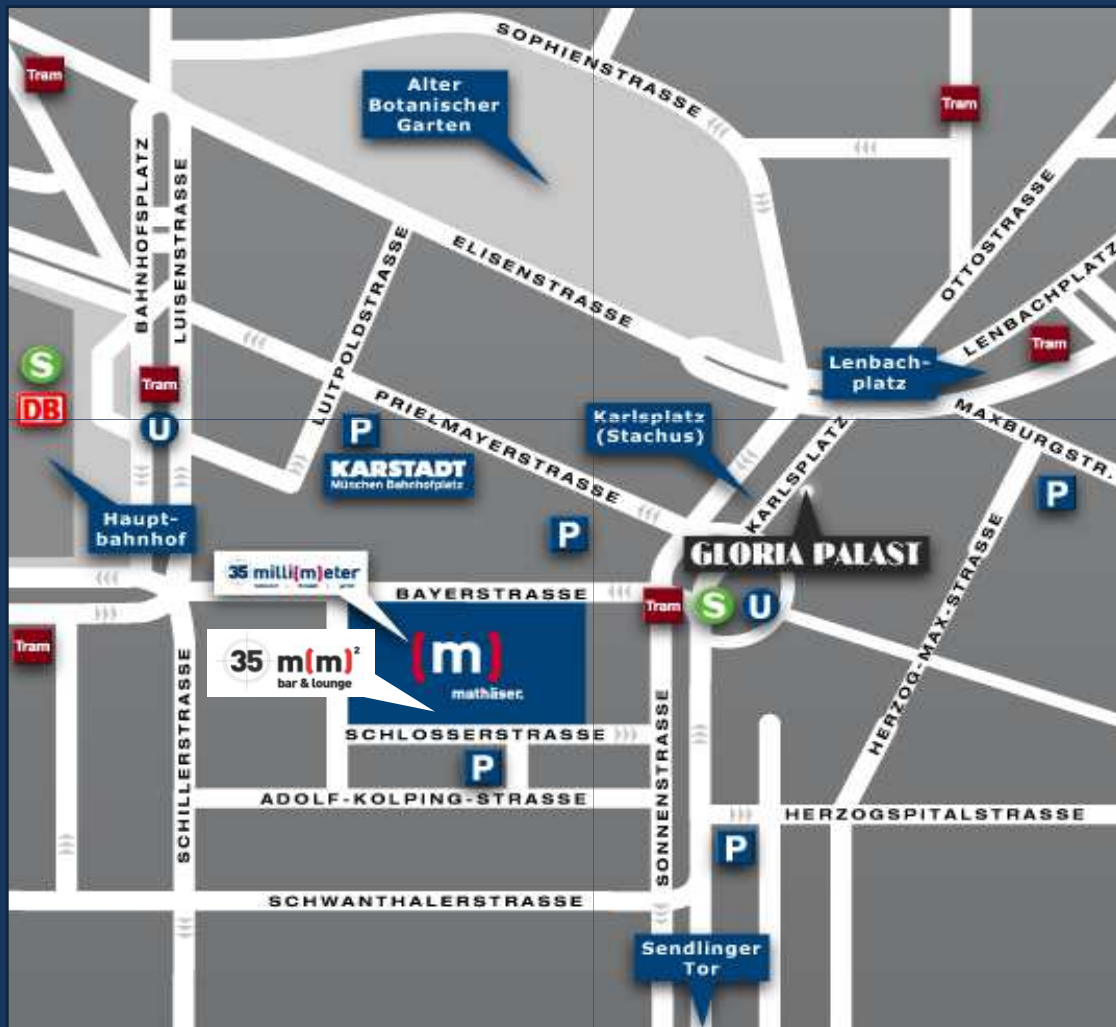 SOPHIENSTRASSE
Tram
Alter
Botanischer
Garten
Tram
BAHNHOFSPLATZ
LUISENSTRASSE
OTTOSTRASSE
ELISENSTRASSE
LUITPOLDSTRASSE
LENBACHPLATZ
S
DB
Tram
U
Lenbach-
platz
Tram
PRIELMAYERSTRASSE
MAXBURGSTR.
Karlsplatz
(Stachus)
KARLSPLATZ
P
KARSTADT
München Bahnhofplatz
P
P
Haupt-
bahnhof
GLORIA PALAST
HERZOG-MAX-STRASSE
35 milli(m)eter
BAYERSTRASSE
Tram
S
U
Tram
35 m(m)²
bar & lounge
(m)
mathäser.
SCHILLERSTRASSE
SCHLOSSERSTRASSE
SONNENSTRASSE
P
ADOLF-KOLPING-STRASSE
HERZOGSPITALSTRASSE
P
SCHWANTHALERSTRASSE
Sendlinger
Tor